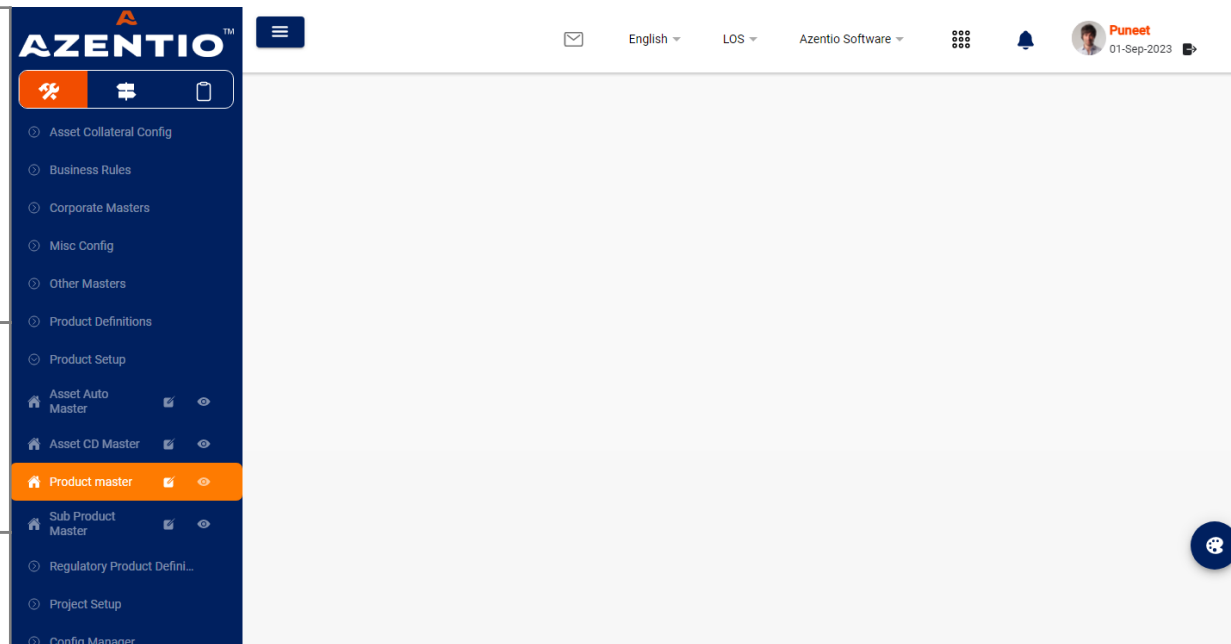 AZENTIO™
English
LOS
Azentio Software
Puneet
01-Sep-2023
Asset Collateral Config
Business Rules
Corporate Masters
Misc Config
Other Masters
Product Definitions
Product Setup
Asset Auto
Master
Asset CD Master
Product master
Sub Product
Master
Regulatory Product Defini...
Project Setup
Config Manager